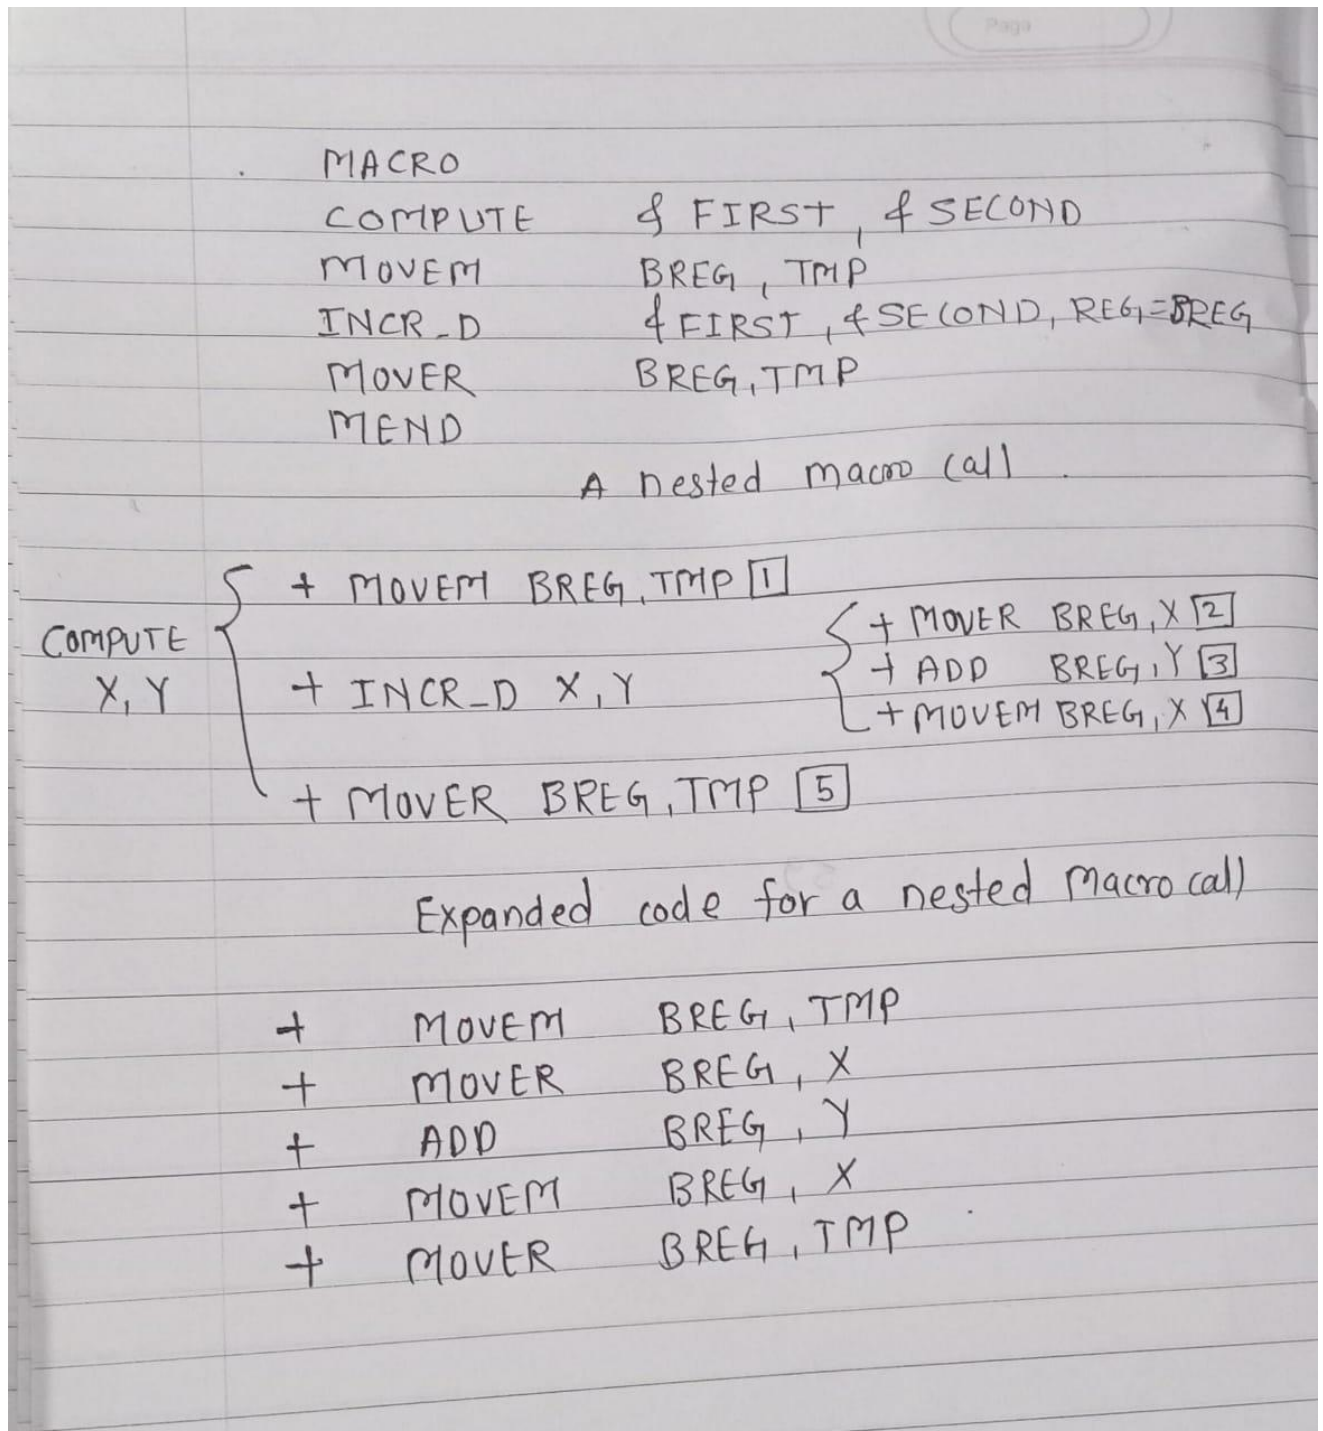 Page
MACRO
COMPUTE & FIRST, & SECOND
MOVEM BREG, TMP
INCR_D & FIRST, & SECOND, REG=BREG
MOVER BREG, TMP
MEND
A nested macro call
COMPUTE X, Y
+ MOVEM BREG, TMP 1
+ INCR_D X, Y
+ MOVER BREG, X 2
+ ADD BREG, Y 3
+ MOVEM BREG, X 4
+ MOVER BREG, TMP 5
Expanded code for a nested Macro call
+ MOVEM BREG, TMP
+ MOVER BREG, X
+ ADD BREG, Y
+ MOVEM BREG, X
+ MOVER BREG, TMP